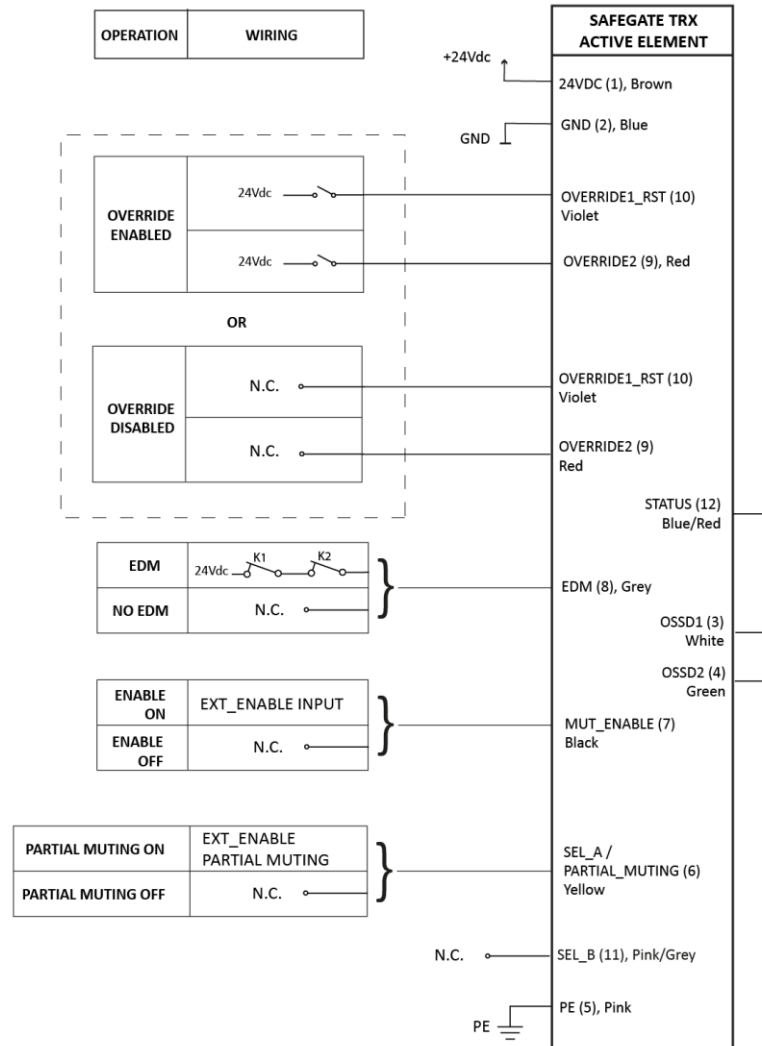 OPERATION WIRING
SAFEGATE TRX
ACTIVE ELEMENT
+24Vdc
24VDC (1), Brown
GND
GND (2), Blue
OVERRIDE
ENABLED
24Vdc
OVERRIDE1_RST (10)
Violet
24Vdc
OVERRIDE2 (9), Red
OR
OVERRIDE
DISABLED
N.C.
OVERRIDE1_RST (10)
Violet
N.C.
OVERRIDE2 (9)
Red
STATUS (12)
Blue/Red
EDM
24Vdc K1 K2
NO EDM
N.C.
EDM (8), Grey
OSSD1 (3)
White
OSSD2 (4)
Green
ENABLE
ON
EXT_ENABLE INPUT
ENABLE
OFF
N.C.
MUT_ENABLE (7)
Black
PARTIAL MUTING ON
EXT_ENABLE
PARTIAL MUTING
PARTIAL MUTING OFF
N.C.
SEL_A /
PARTIAL_MUTING (6)
Yellow
N.C.
SEL_B (11), Pink/Grey
PE
PE (5), Pink